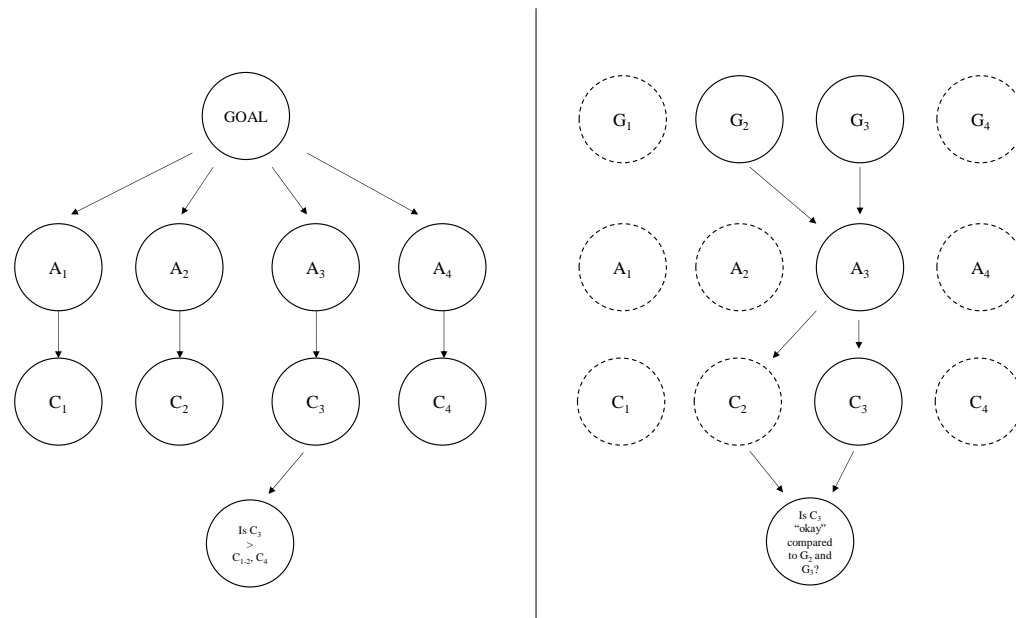 GOAL
A₁
A₂
A₃
A₄
C₁
C₂
C₃
C₄
Is C₃
>
C₁₋₂, C₄
G₁
G₂
G₃
G₄
A₁
A₂
A₃
A₄
C₁
C₂
C₃
C₄
Is C₃
“okay”
compared
to G₂ and
G₃?